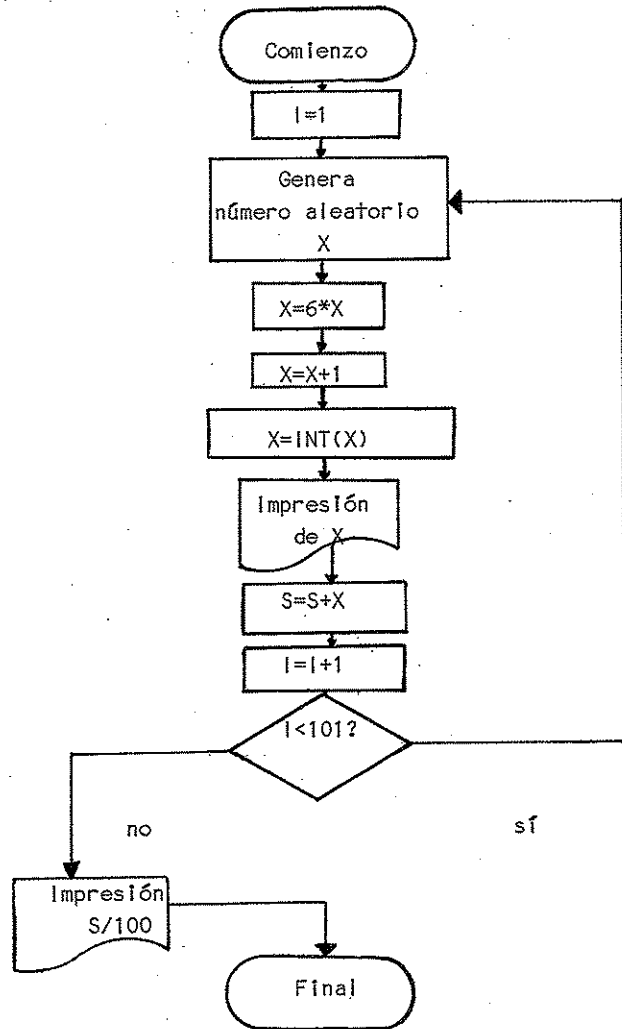 Comienzo
I=1
Genera
número aleatorio
X
X=6*X
X=X+1
X=INT(X)
Impresión
de X
S=S+X
I=I+1
I<101?
no
sí
Impresión
S/100
Final